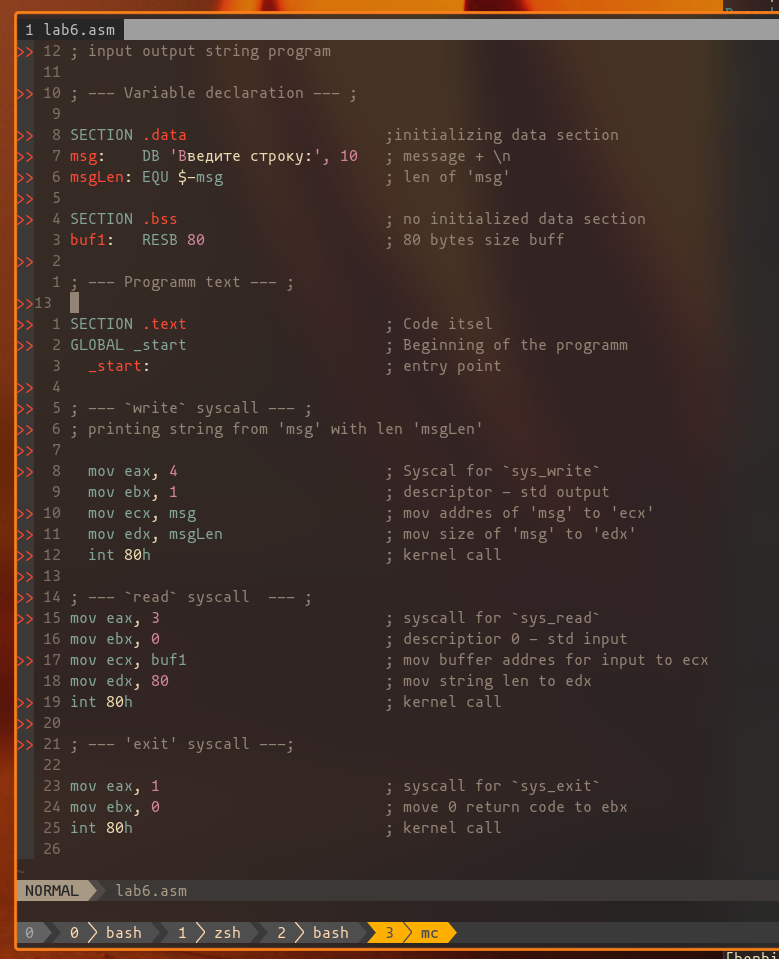 1 lab6.asm
>> 12 ; input output string program
11
>> 10 ; --- Variable declaration --- ;
9
>> 8 SECTION .data ;initializing data section
>> 7 msg: DB 'Введите строку:', 10 ; message + \n
>> 6 msgLen: EQU $-msg ; len of 'msg'
>> 5
>> 4 SECTION .bss ; no initialized data section
3 buf1: RESB 80 ; 80 bytes size buff
>> 2
1 ; --- Programm text --- ;
>>13
>> 1 SECTION .text ; Code itsel
>> 2 GLOBAL _start ; Beginning of the programm
3 _start: ; entry point
>> 4
>> 5 ; --- `write` syscall --- ;
>> 6 ; printing string from 'msg' with len 'msgLen'
>> 7
>> 8 mov eax, 4 ; Syscal for `sys_write`
9 mov ebx, 1 ; descriptor - std output
>> 10 mov ecx, msg ; mov addres of 'msg' to 'ecx'
>> 11 mov edx, msgLen ; mov size of 'msg' to 'edx'
>> 12 int 80h ; kernel call
>> 13
>> 14 ; --- `read` syscall --- ;
>> 15 mov eax, 3 ; syscall for `sys_read`
16 mov ebx, 0 ; descriptior 0 - std input
>> 17 mov ecx, buf1 ; mov buffer addres for input to ecx
18 mov edx, 80 ; mov string len to edx
>> 19 int 80h ; kernel call
>> 20
>> 21 ; --- 'exit' syscall ---;
22
23 mov eax, 1 ; syscall for `sys_exit`
24 mov ebx, 0 ; move 0 return code to ebx
25 int 80h ; kernel call
26
~
NORMAL lab6.asm
0 0 bash 1 zsh 2 bash 3 mc